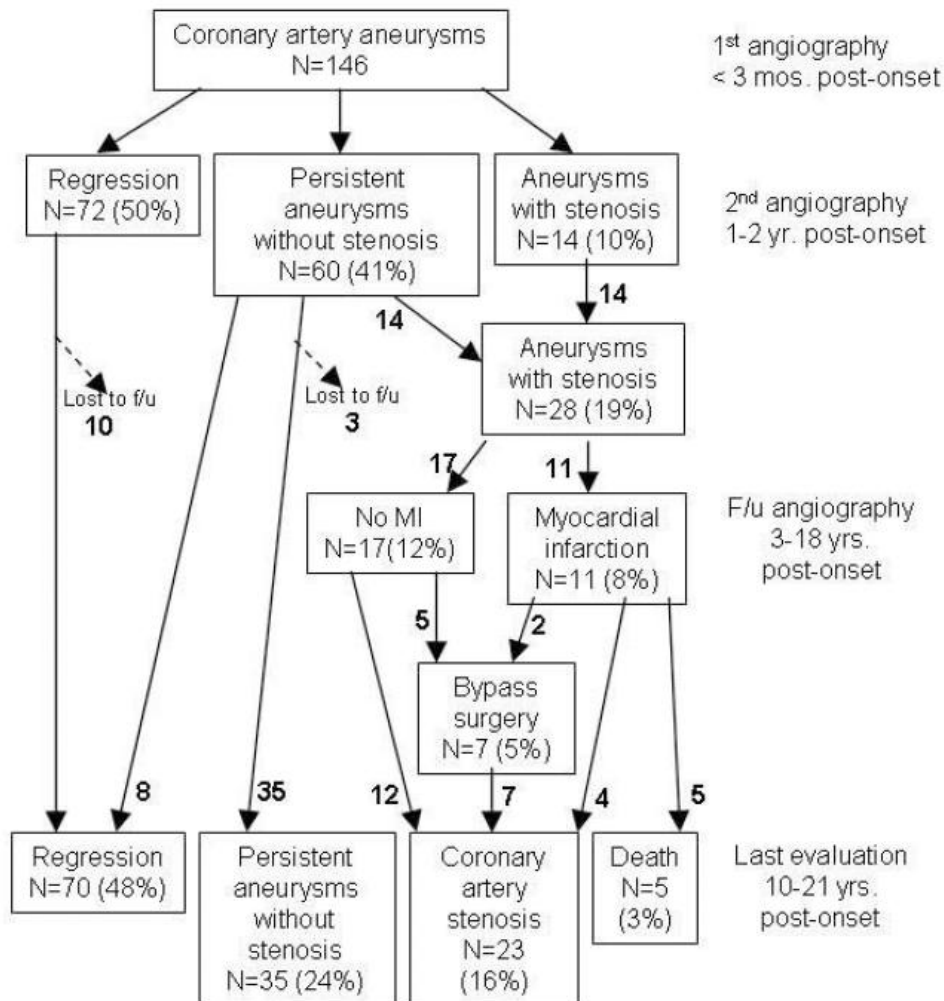 Coronary artery aneurysms
N=146
1st angiography
< 3 mos. post-onset
Regression
N=72 (50%)
Persistent
aneurysms
without stenosis
N=60 (41%)
Aneurysms
with stenosis
N=14 (10%)
2nd angiography
1-2 yr. post-onset
14
14
Aneurysms
with stenosis
N=28 (19%)
Lost to f/u
10
Lost to f/u
3
17
11
No MI
N=17(12%)
Myocardial
infarction
N=11 (8%)
F/u angiography
3-18 yrs.
post-onset
5
2
Bypass
surgery
N=7 (5%)
8
35
12
7
4
5
Regression
N=70 (48%)
Persistent
aneurysms
without
stenosis
N=35 (24%)
Coronary
artery
stenosis
N=23
(16%)
Death
N=5
(3%)
Last evaluation
10-21 yrs.
post-onset